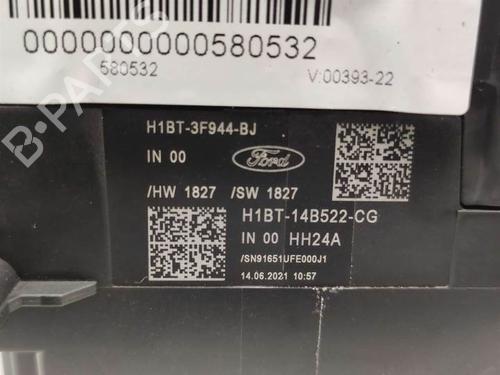 0000000000580532
580532
V:00393-22
B-PARTS
H1BT-3F944-BJ
IN 00
Ford
/HW 1827 /SW 1827
H1BT-14B522-CG
IN 00 HH24A
/SN91651UFE000J1
14.06.2021 10:57